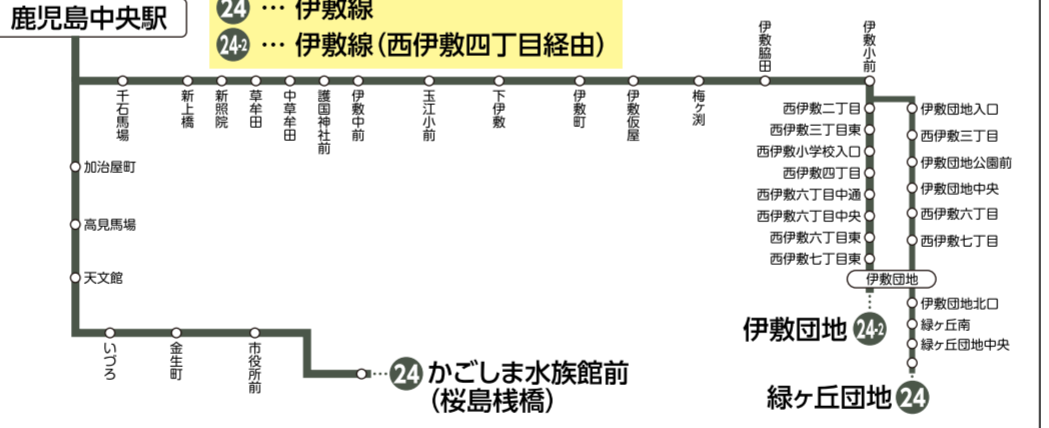 鹿児島中央駅
24 … 伊敷線
24-2 … 伊敷線（西伊敷四丁目経由）
千石馬場
新上橋
新照院
草牟田
中草牟田
護国神社前
伊敷中前
玉江小前
下伊敷
伊敷町
伊敷仮屋
梅ヶ渕
伊敷脇田
伊敷小前
加治屋町
高見馬場
天文館
いづろ
金生町
市役所前
24 かごしま水族館前
（桜島桟橋）
西伊敷二丁目
西伊敷三丁目東
西伊敷小学校入口
西伊敷四丁目
西伊敷六丁目中通
西伊敷六丁目中央
西伊敷六丁目東
西伊敷七丁目東
伊敷団地入口
西伊敷三丁目
伊敷団地公園前
伊敷団地中央
西伊敷六丁目
西伊敷七丁目
伊敷団地
伊敷団地 24-2
伊敷団地北口
緑ヶ丘南
緑ヶ丘団地中央
緑ヶ丘団地 24